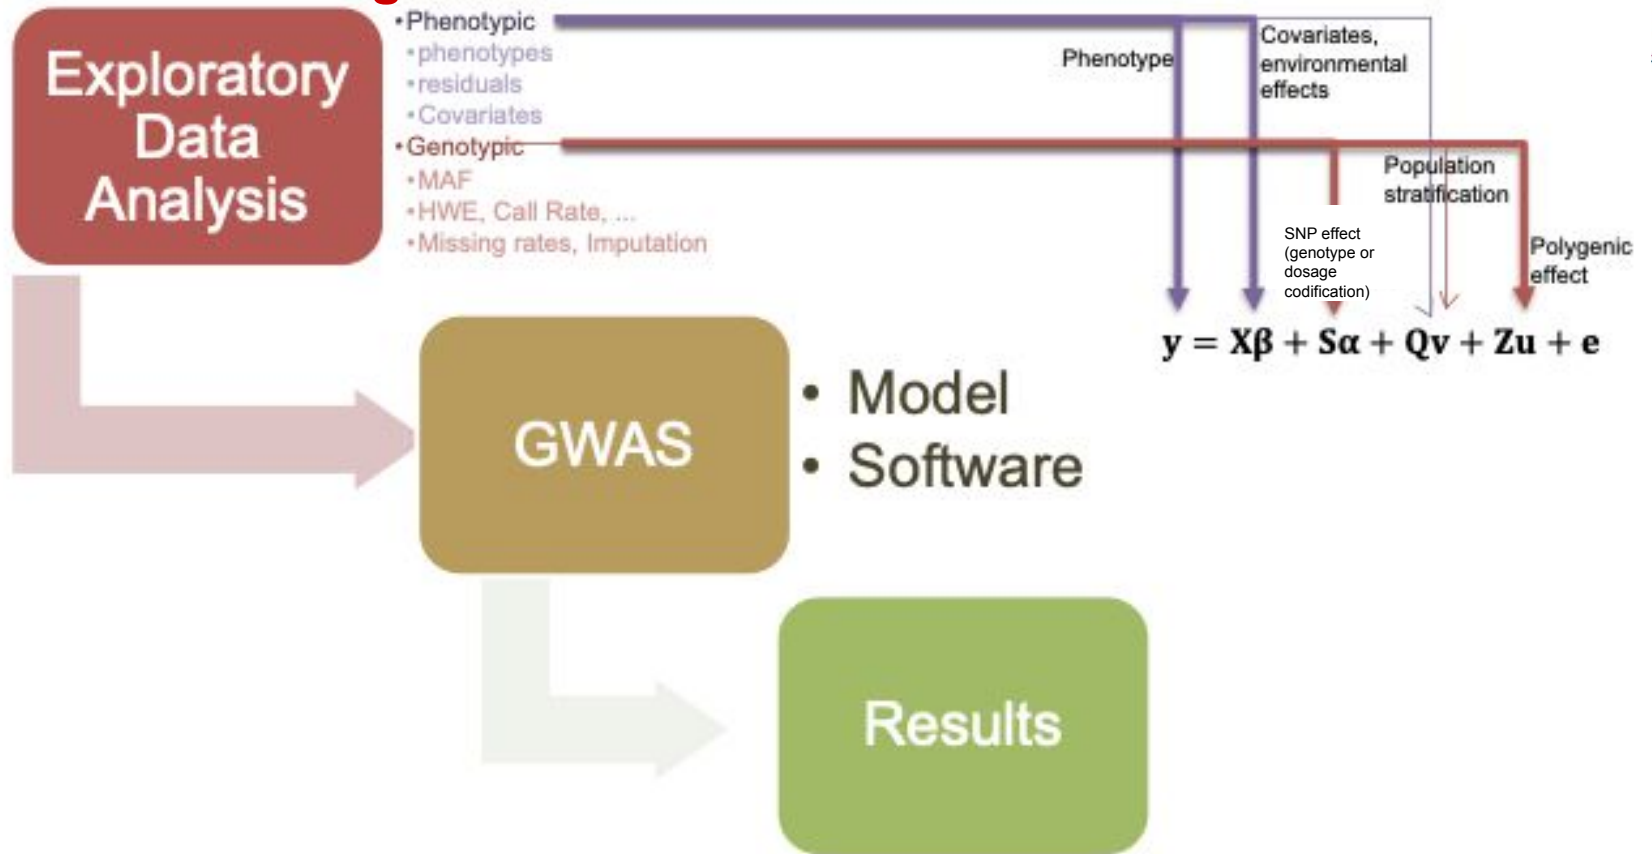 Exploratory
Data
Analysis
•Phenotypic
•phenotypes
•residuals
•Covariates
•Genotypic
•MAF
•HWE, Call Rate, ...
•Missing rates, Imputation
Phenotype
Covariates,
environmental
effects
Population
stratification
SNP effect
(genotype or
dosage
codification)
Polygenic
effect
y = Xβ + Sα + Qv + Zu + e
GWAS
• Model
• Software
Results